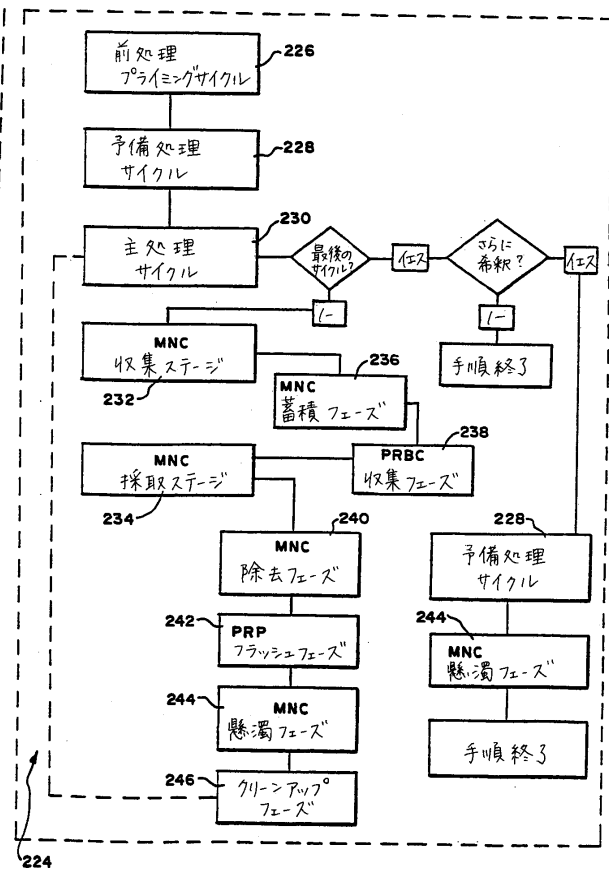 前処理
プライミングサイクル
226
予備処理
サイクル
228
主処理
サイクル
230
最後の
サイクル?
イエス
さらに
希釈?
イエス
ノー
ノー
手順終了
MNC
収集ステージ
232
MNC
蓄積フェーズ
236
PRBC
収集フェーズ
238
MNC
採取ステージ
234
MNC
除去フェーズ
240
PRP
フラッシュフェーズ
242
MNC
懸濁フェーズ
244
クリーンアップ
フェーズ
246
予備処理
サイクル
228
MNC
懸濁フェーズ
244
手順終了
224